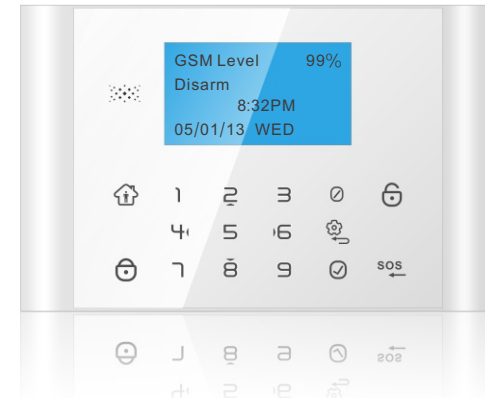 GSM Level 99%
Disarm
8:32PM
05/01/13 WED
1 2 3 0
4 5 6
7 8 9 SOS